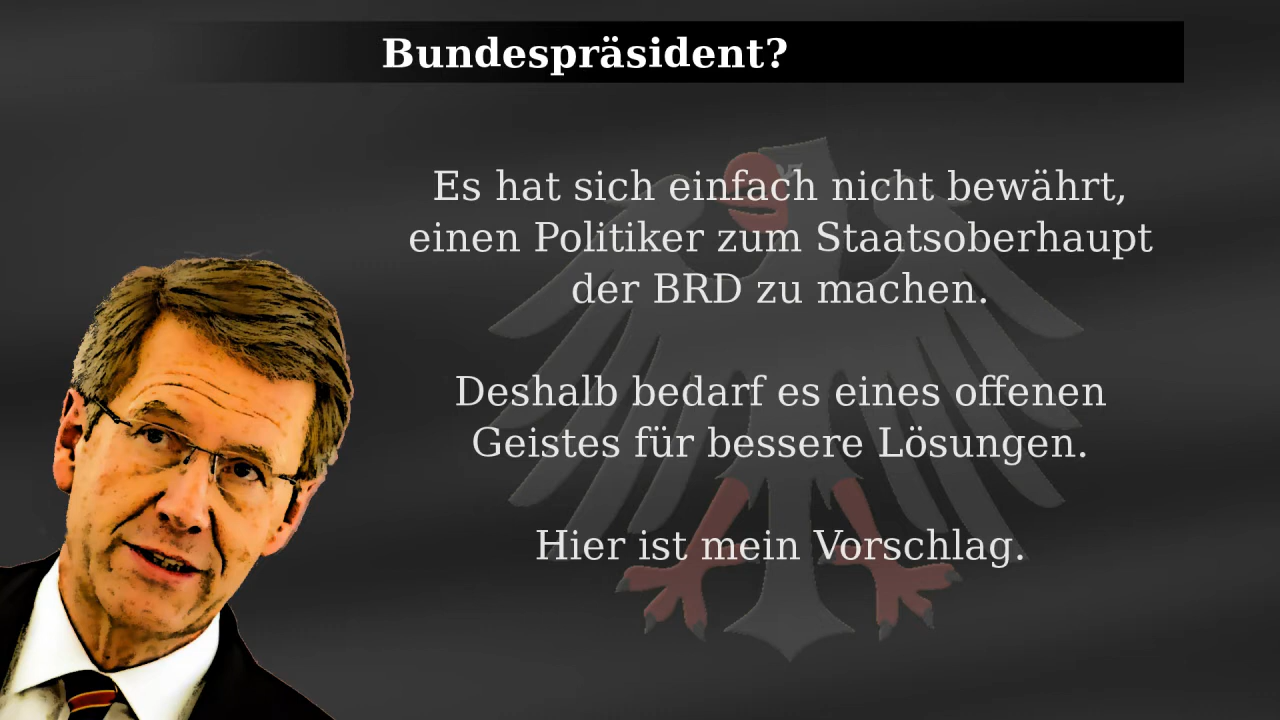 Bundespräsident?
Es hat sich einfach nicht bewährt,
einen Politiker zum Staatsoberhaupt
der BRD zu machen.
Deshalb bedarf es eines offenen
Geistes für bessere Lösungen.
Hier ist mein Vorschlag.